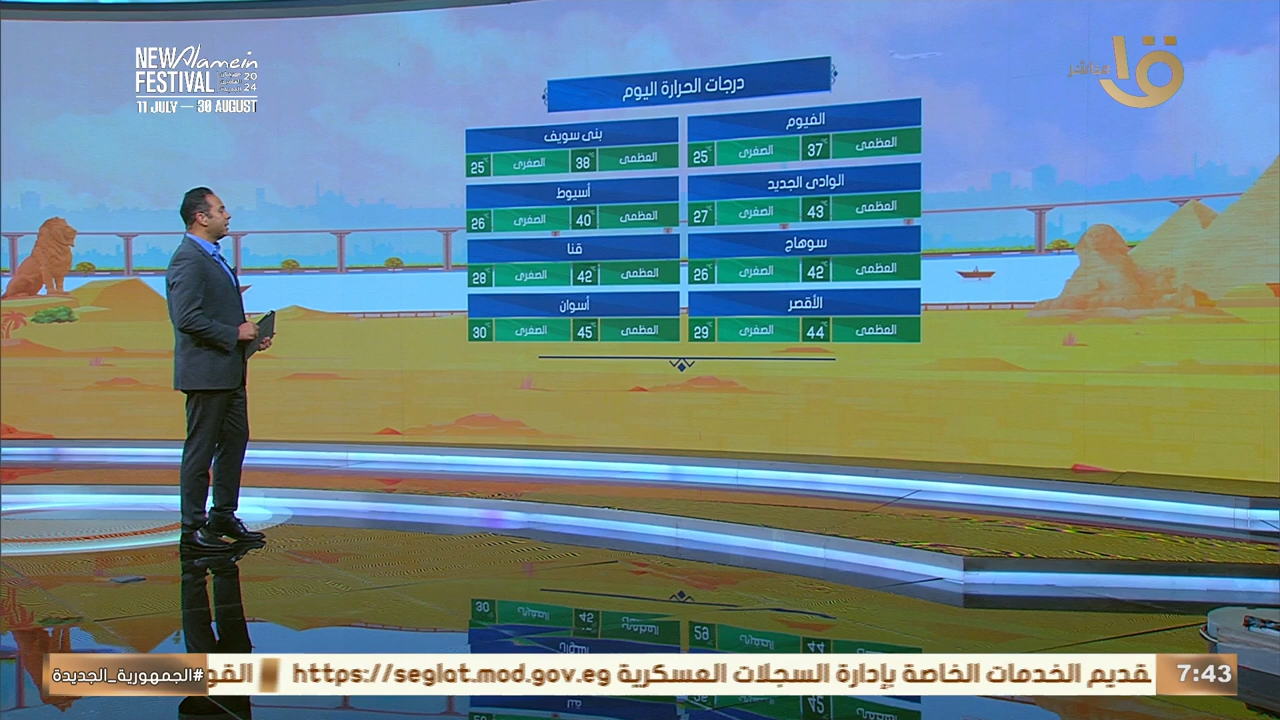 NEW Alamein
FESTIVAL 2024
11 JULY — 30 AUGUST
مباشر
درجات الحرارة اليوم
الفيوم
العظمى 37 الصغرى 25
بنى سويف
العظمى 38 الصغرى 25
الوادى الجديد
العظمى 43 الصغرى 27
أسيوط
العظمى 40 الصغرى 26
سوهاج
العظمى 42 الصغرى 26
قنا
العظمى 42 الصغرى 28
الأقصر
العظمى 44 الصغرى 29
أسوان
العظمى 45 الصغرى 30
7:43
قديم الخدمات الخاصة بإدارة السجلات العسكرية https://seglat.mod.gov.eg
#الجمهورية_الجديدة